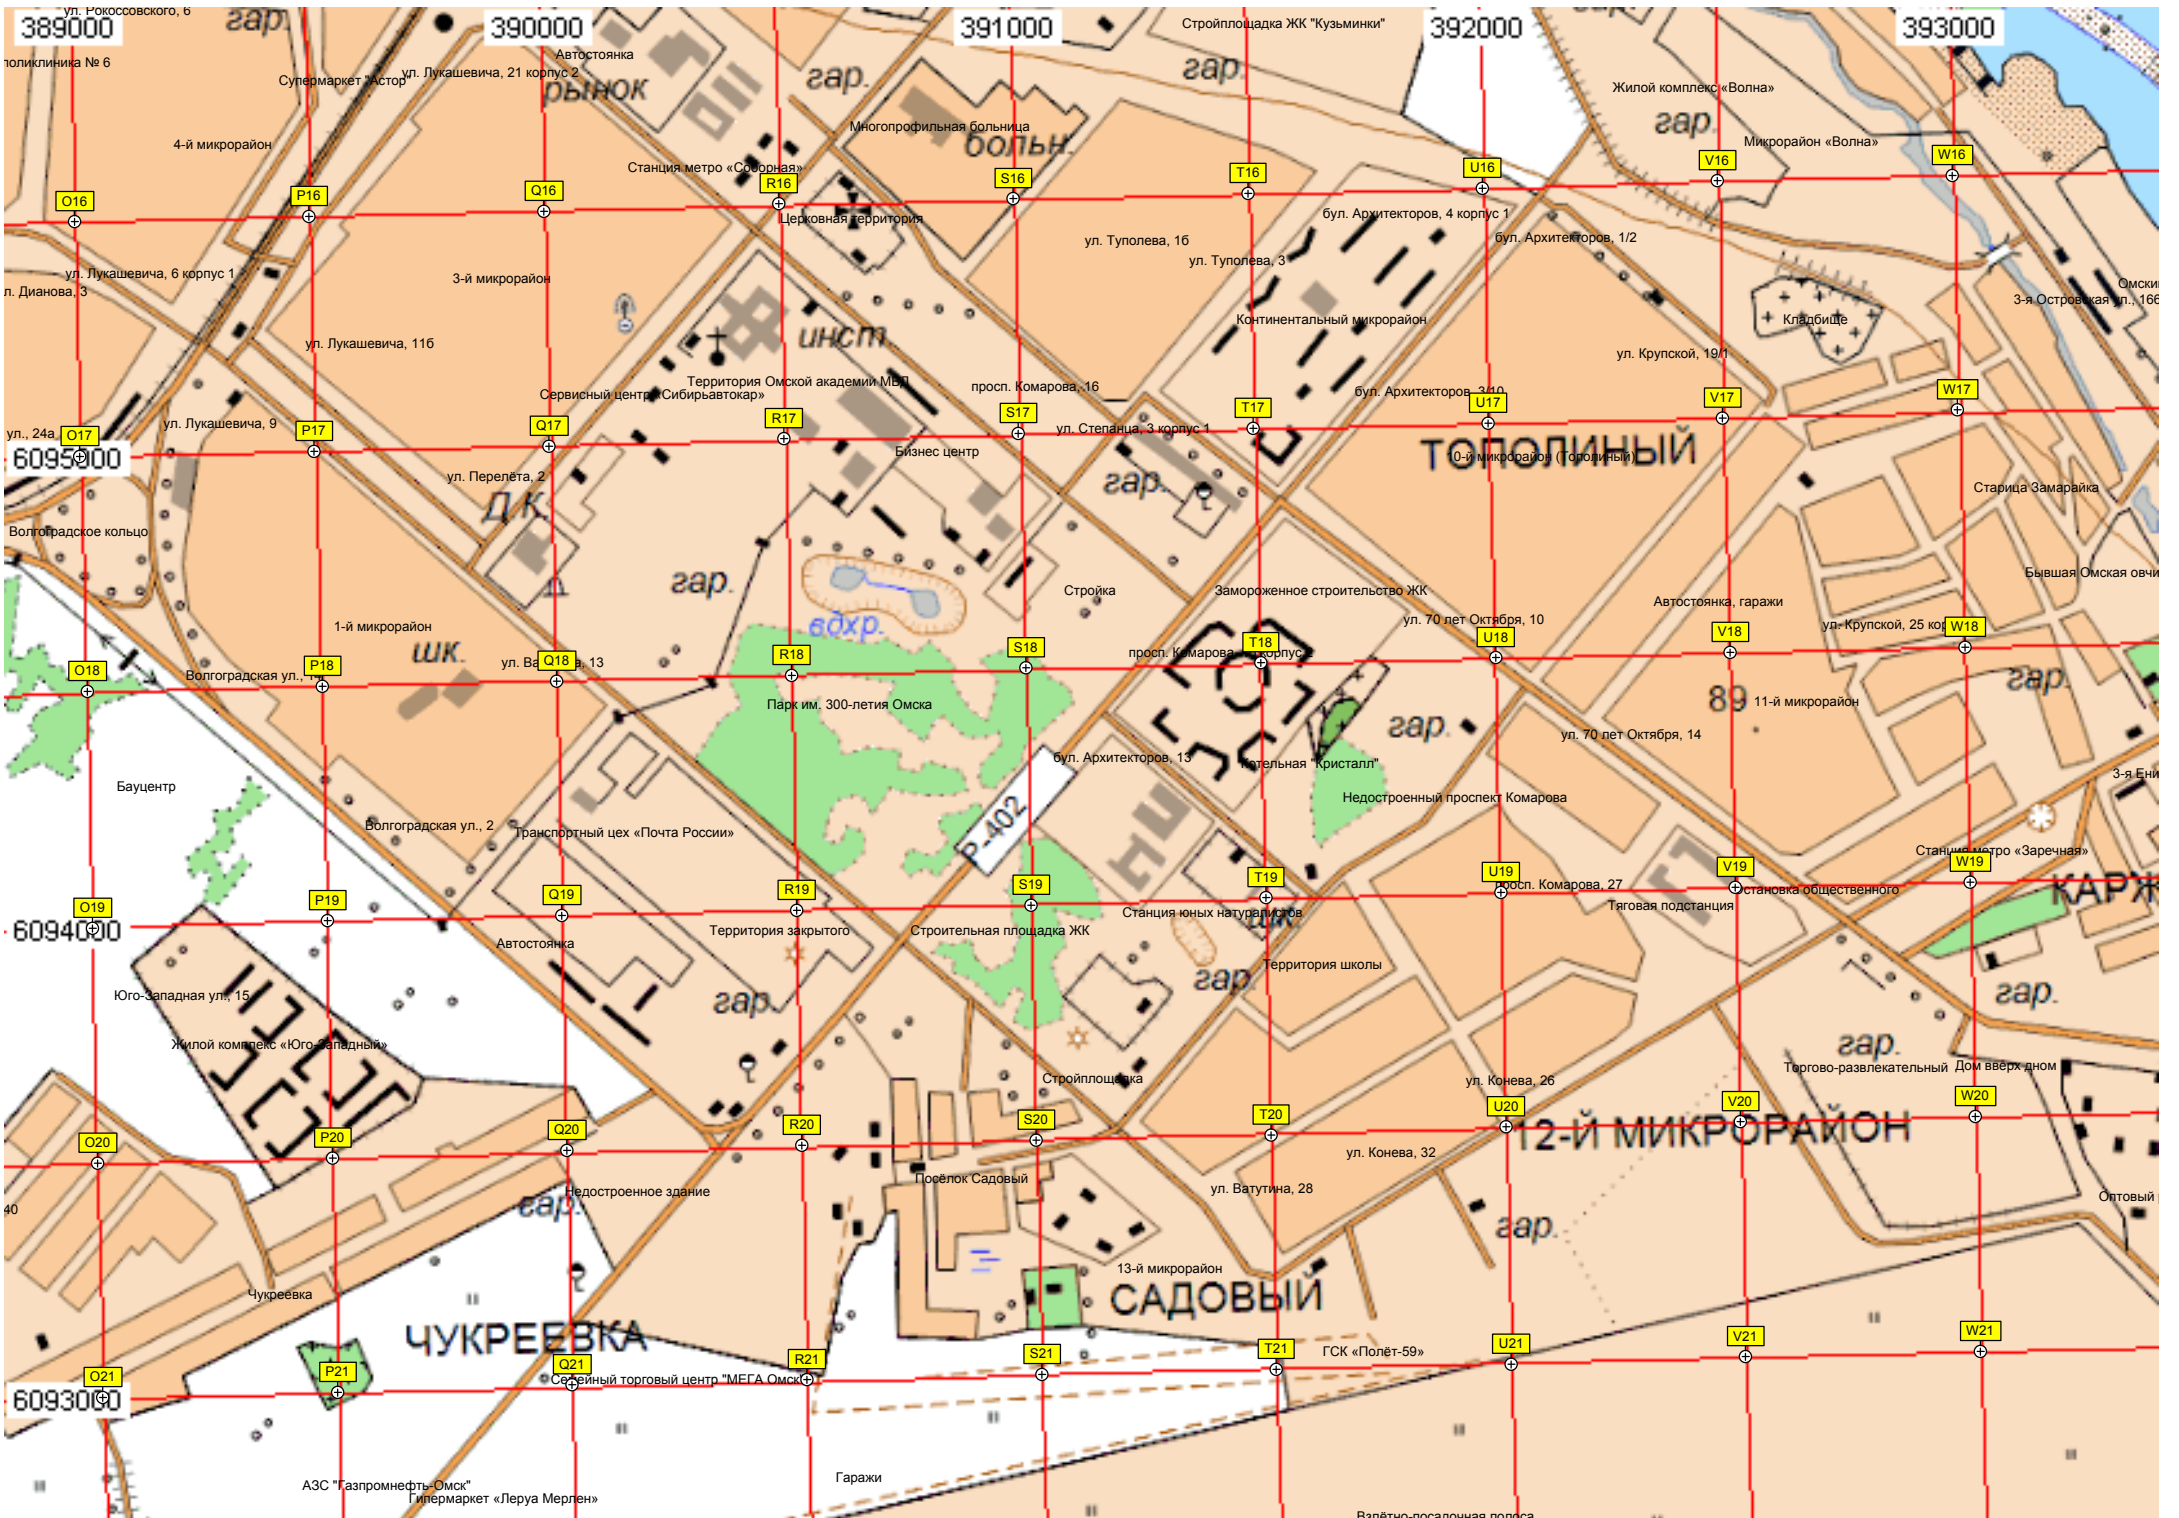 ул. Рокоссовского, 6
гар.
389000
390000
391000
392000
393000
Стройплощадка ЖК "Кузьминки"
Автостоянка
поликлиника № 6
Супермаркет "Астор
ул. Лукашевича, 21 корпус 2
рынок
гар.
гар.
Жилой комплекс «Волна»
Многопрофильная больница
больн.
гар.
4-й микрорайон
Микрорайон «Волна»
Станция метро «Соборная»
O16
P16
Q16
R16
S16
T16
U16
V16
W16
Церковная территория
бул. Архитекторов, 4 корпус 1
ул. Туполева, 1б
бул. Архитекторов, 1/2
ул. Туполева, 3
ул. Лукашевича, 6 корпус 1
3-й микрорайон
л. Дианова, 3
Омски
3-я Островская ул., 166
Континентальный микрорайон
Кладбище
инст.
ул. Лукашевича, 11б
ул. Крупской, 19/1
Территория Омской академии МВД
просп. Комарова, 16
Сервисный центр «Сибирьавтокар»
бул. Архитекторов, 3/10
ул. Лукашевича, 9
ул., 24а
O17
P17
Q17
R17
S17
T17
U17
V17
W17
ул. Степанца, 3 корпус 1
6095000
Бизнес центр
ТОПОЛИНЫЙ
10-й микрорайон (Тополиный)
ул. Перелёта, 2
гар.
Старица Замарайка
Д.К.
Волгоградское кольцо
гар.
Стройка
Замороженное строительство ЖК
Бывшая Омская овчи
Автостоянка, гаражи
вдхр.
1-й микрорайон
ул. 70 лет Октября, 10
ул. Крупской, 25 кор
шк.
O18
P18
Q18
R18
S18
T18
U18
V18
W18
Волгоградская ул.,
гар.
Парк им. 300-летия Омска
89
11-й микрорайон
гар.
ул. 70 лет Октября, 14
бул. Архитекторов, 13
Котельная "Кристалл"
3-я Ени
Бауцентр
Недостроенный проспект Комарова
Р-402
Волгоградская ул., 2
Транспортный цех «Почта России»
Станция метро «Заречная»
O19
P19
Q19
R19
S19
T19
U19
V19
W19
просп. Комарова, 27
остановка общественного
КАРЖ
Тяговая подстанция
Станция юных натуралистов
шк.
6094000
Автостоянка
Территория закрытого
Строительная площадка ЖК
Территория школы
гар.
гар.
гар.
Юго-Западная ул., 15
Жилой комплекс «Юго-Западный»
гар.
Торгово-развлекательный
Дом вверх дном
Стройплощадка
ул. Конева, 26
O20
P20
Q20
R20
S20
T20
U20
V20
W20
12-Й МИКРОРАЙОН
ул. Конева, 32
Посёлок Садовый
Недостроенное здание
ул. Ватутина, 28
гар.
гар.
40
Оптовый
13-й микрорайон
САДОВЫЙ
Чукреевка
ЧУКРЕЕВКА
ГСК «Полёт-59»
O21
P21
Q21
R21
S21
T21
U21
V21
W21
Семейный торговый центр "МЕГА Омск
6093000
Гаражи
АЗС "Газпромнефть-Омск"
Гипермаркет «Леруа Мерлен»
Взлётно-посадочная полоса